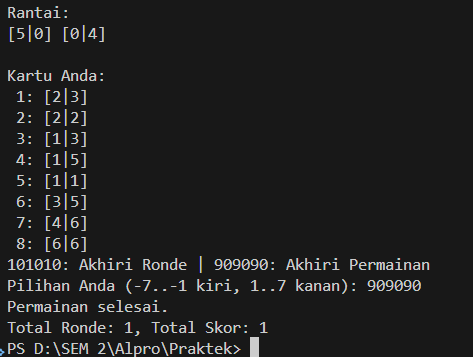 Rantai:
[5|0] [0|4]
Kartu Anda:
1: [2|3]
2: [2|2]
3: [1|3]
4: [1|5]
5: [1|1]
6: [3|5]
7: [4|6]
8: [6|6]
101010: Akhiri Ronde | 909090: Akhiri Permainan
Pilihan Anda (-7..-1 kiri, 1..7 kanan): 909090
Permainan selesai.
Total Ronde: 1, Total Skor: 1
PS D:\SEM 2\Alpro\Praktek>